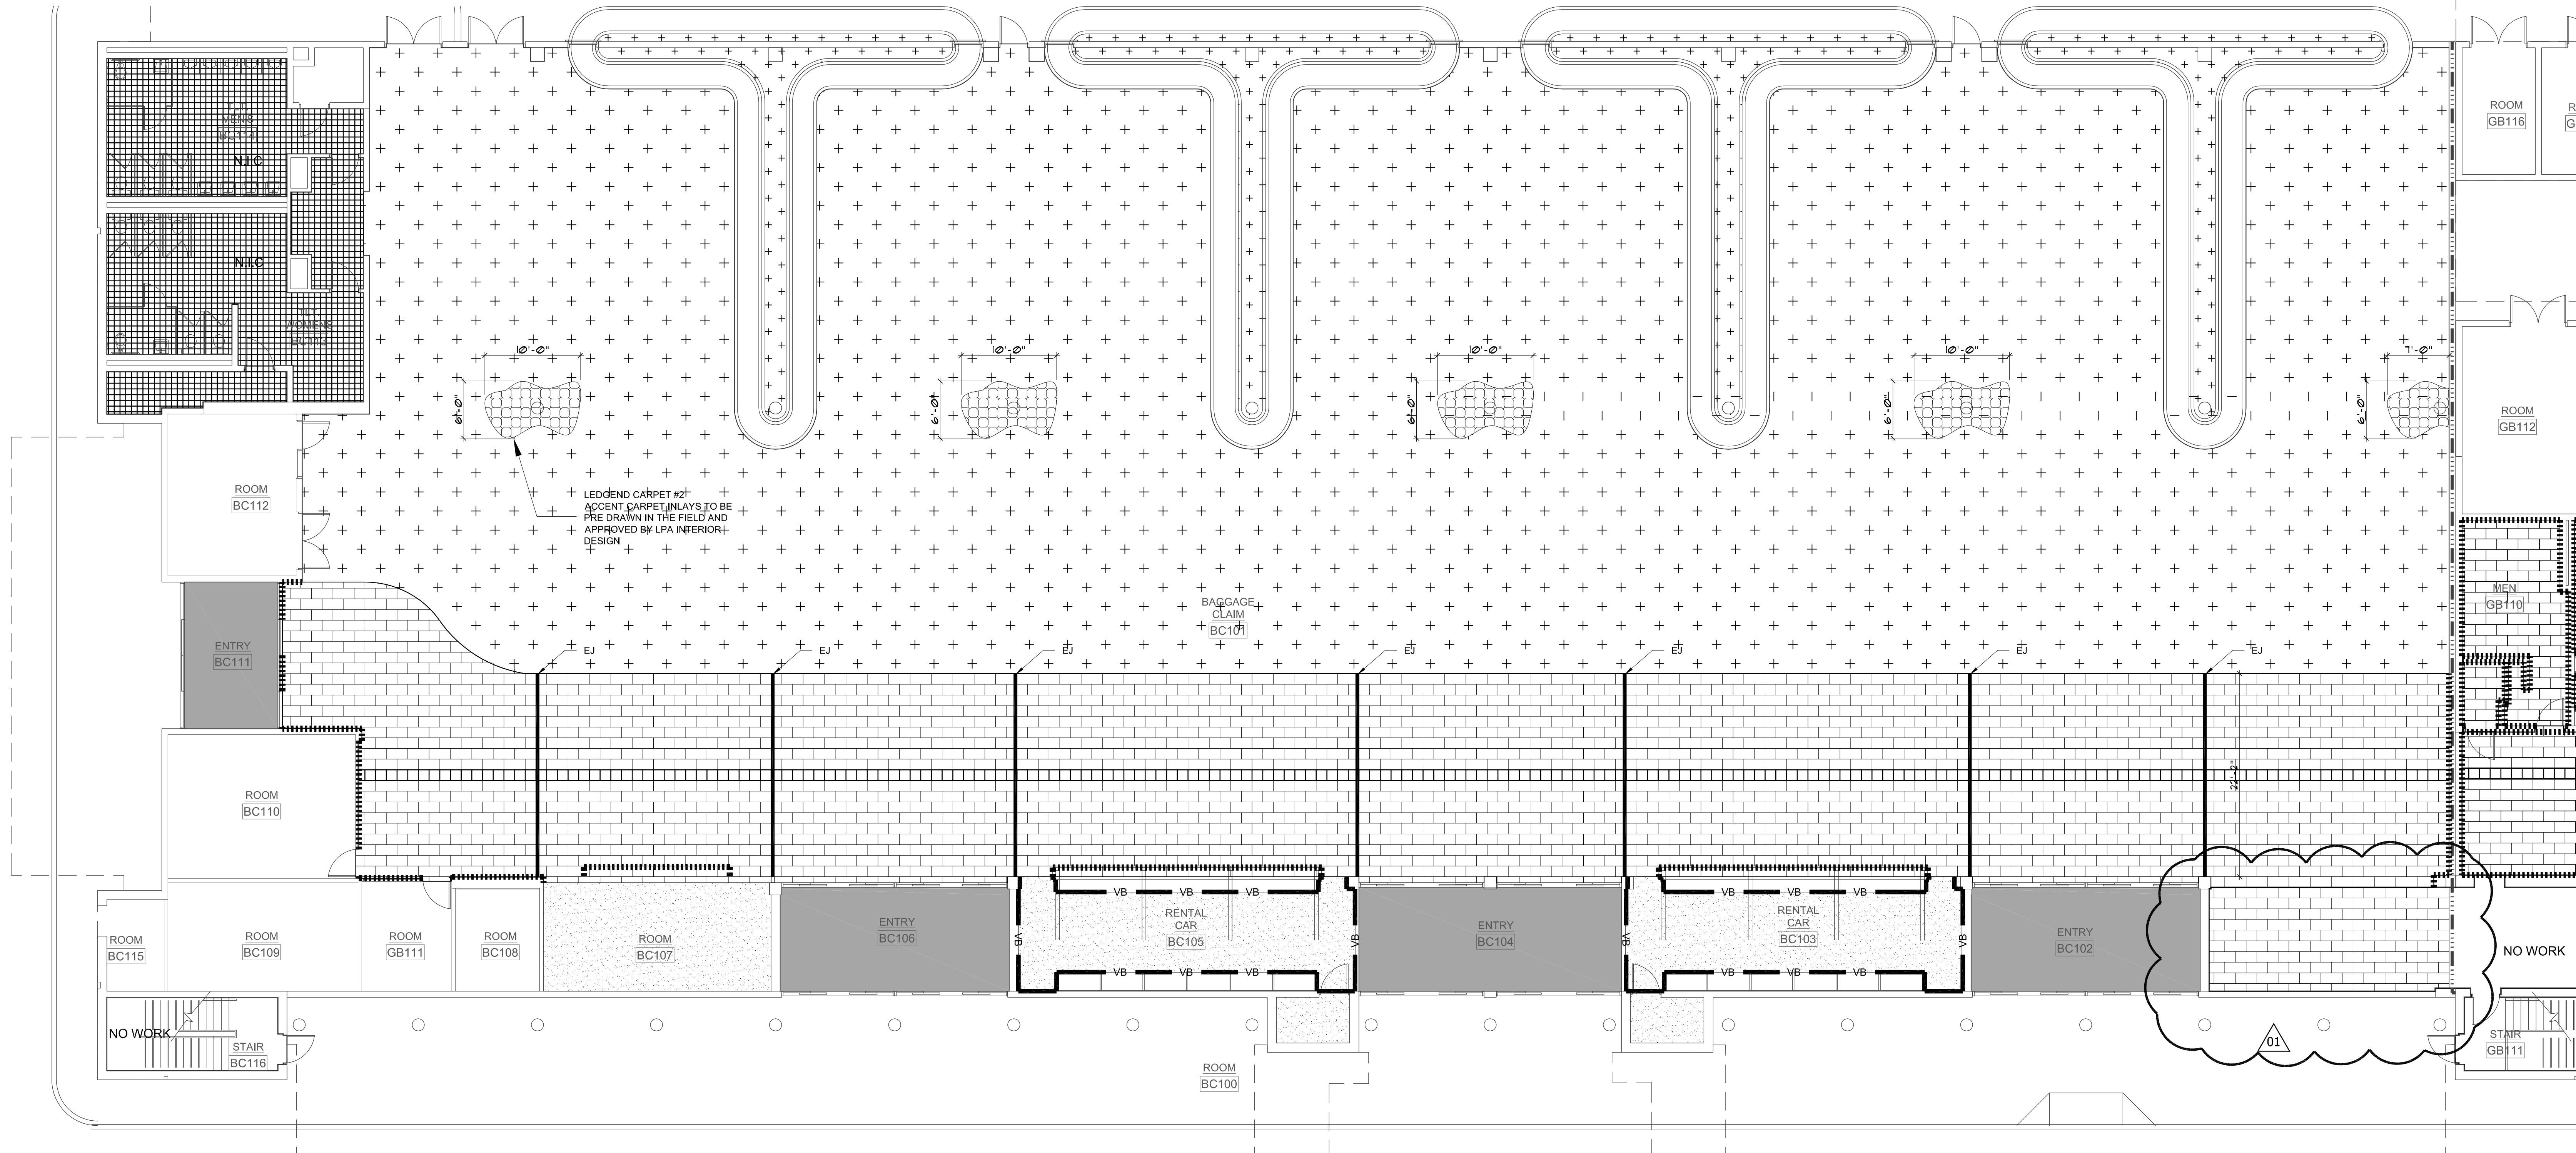 ROOM
GB116
MEN'S
N.I.C
N.I.C
WOMENS
10'-0"
10'-0"
10'-0"
10'-0"
7'-0"
6'-0"
6'-0"
6'-0"
6'-0"
6'-0"
ROOM
GB112
ROOM
BC112
LEDGEND CARPET #2
ACCENT CARPET INLAYS TO BE
PRE DRAWN IN THE FIELD AND
APPROVED BY LPA INTERIOR
DESIGN
MEN
GB110
BAGGAGE
CLAIM
BC101
ENTRY
BC111
EJ
EJ
EJ
EJ
EJ
EJ
EJ
22'-2"
ROOM
BC110
VB VB VB
VB VB VB
ROOM
BC115
ROOM
BC109
ROOM
GB111
ROOM
BC108
ROOM
BC107
ENTRY
BC106
VB
RENTAL
CAR
BC105
VB
ENTRY
BC104
VB
RENTAL
CAR
BC103
VB
ENTRY
BC102
NO WORK
VB VB VB
VB VB VB
NO WORK
STAIR
BC116
01
STAIR
GB111
ROOM
BC100